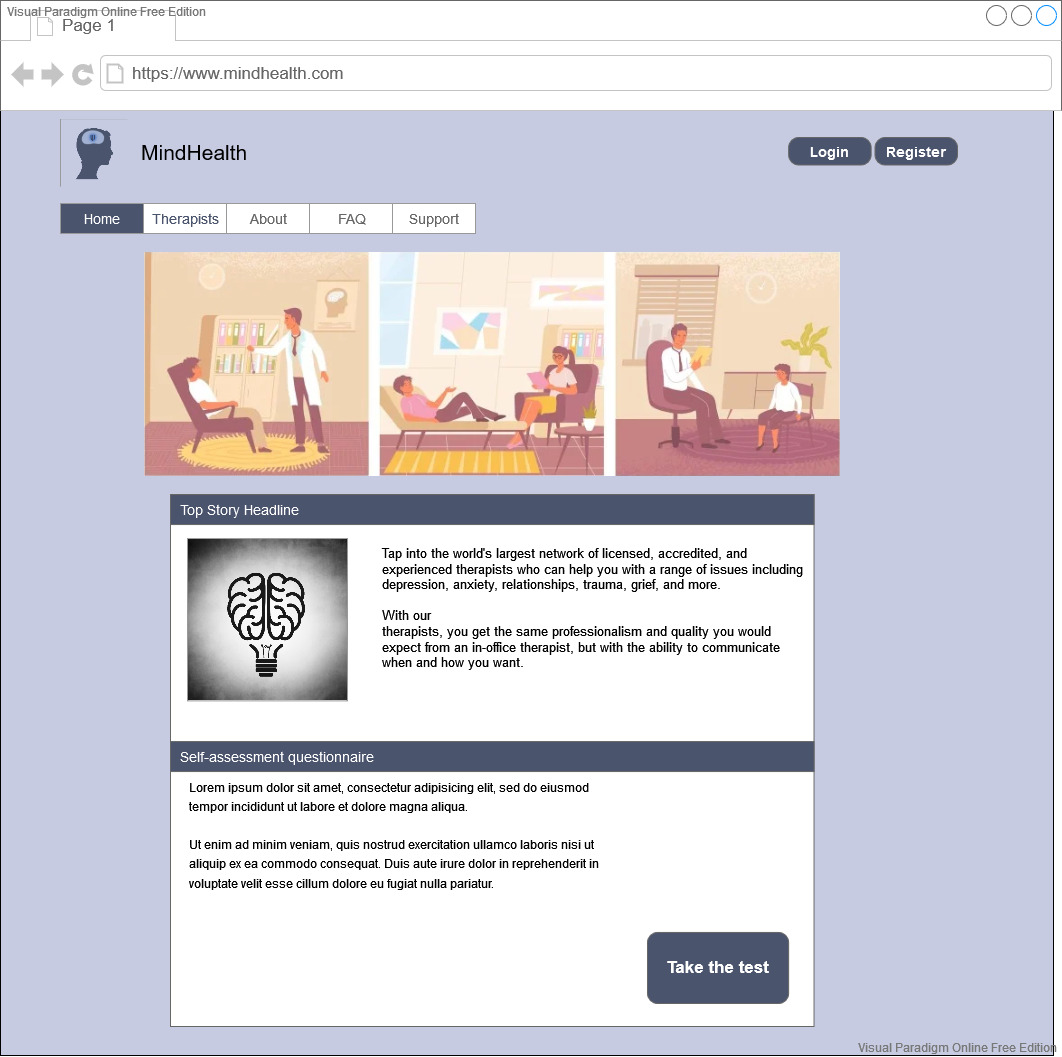 Visual Paradigm Online Free Edition
Page 1
https://www.mindhealth.com
MindHealth
Login
Register
Home
Therapists
About
FAQ
Support
Top Story Headline
Tap into the world's largest network of licensed, accredited, and
experienced therapists who can help you with a range of issues including
depression, anxiety, relationships, trauma, grief, and more.
With our
therapists, you get the same professionalism and quality you would
expect from an in-office therapist, but with the ability to communicate
when and how you want.
Self-assessment questionnaire
Lorem ipsum dolor sit amet, consectetur adipisicing elit, sed do eiusmod
tempor incididunt ut labore et dolore magna aliqua.
Ut enim ad minim veniam, quis nostrud exercitation ullamco laboris nisi ut
aliquip ex ea commodo consequat. Duis aute irure dolor in reprehenderit in
voluptate velit esse cillum dolore eu fugiat nulla pariatur.
Take the test
Visual Paradigm Online Free Edition